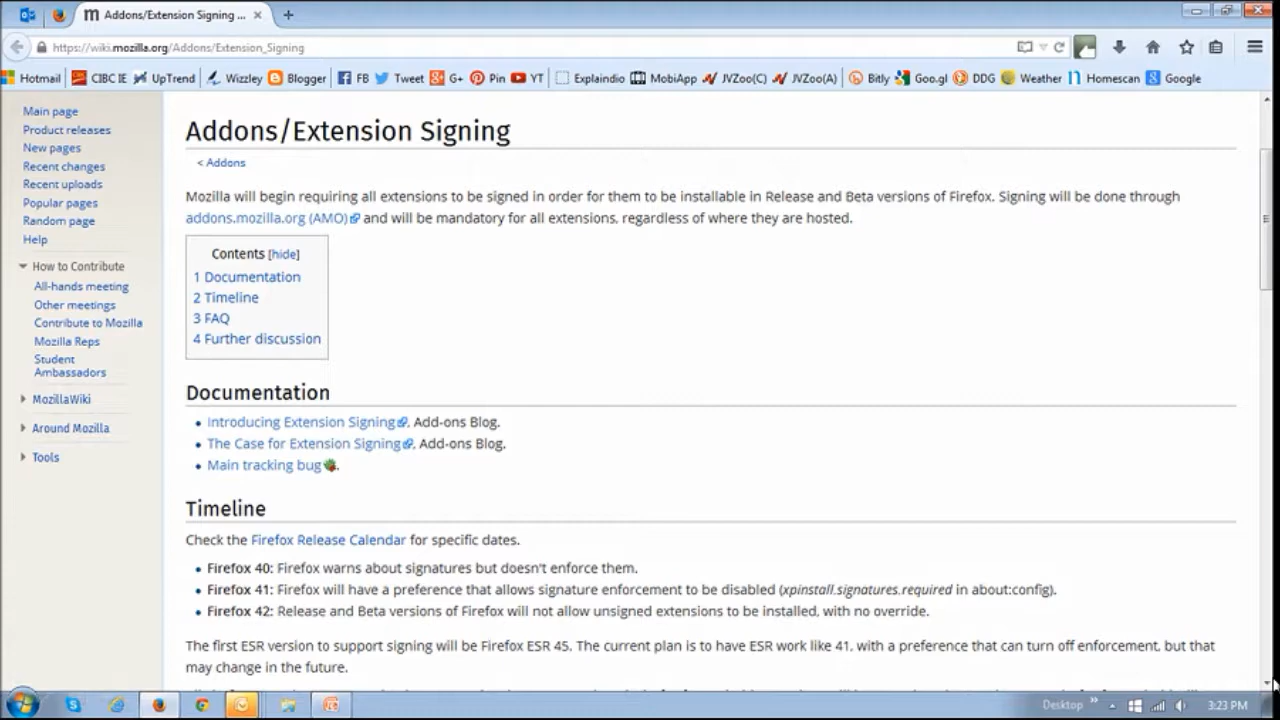 Addons/Extension Signing ...
https://wiki.mozilla.org/Addons/Extension_Signing
Hotmail CIBC IE UpTrend Wizzley Blogger FB Tweet G+ Pin YT Explaindio MobiApp JVZoo(C) JVZoo(A) Bitly Goo.gl DDG Weather Homescan Google
Main page
Product releases
New pages
Recent changes
Recent uploads
Popular pages
Random page
Help
How to Contribute
All-hands meeting
Other meetings
Contribute to Mozilla
Mozilla Reps
Student
Ambassadors
MozillaWiki
Around Mozilla
Tools
Addons/Extension Signing
< Addons
Mozilla will begin requiring all extensions to be signed in order for them to be installable in Release and Beta versions of Firefox. Signing will be done through
addons.mozilla.org (AMO) and will be mandatory for all extensions, regardless of where they are hosted.
Contents [hide]
1 Documentation
2 Timeline
3 FAQ
4 Further discussion
Documentation
• Introducing Extension Signing, Add-ons Blog.
• The Case for Extension Signing, Add-ons Blog.
• Main tracking bug.
Timeline
Check the Firefox Release Calendar for specific dates.
• Firefox 40: Firefox warns about signatures but doesn't enforce them.
• Firefox 41: Firefox will have a preference that allows signature enforcement to be disabled (xpinstall.signatures.required in about:config).
• Firefox 42: Release and Beta versions of Firefox will not allow unsigned extensions to be installed, with no override.
The first ESR version to support signing will be Firefox ESR 45. The current plan is to have ESR work like 41, with a preference that can turn off enforcement, but that
may change in the future.
Desktop » 3:23 PM